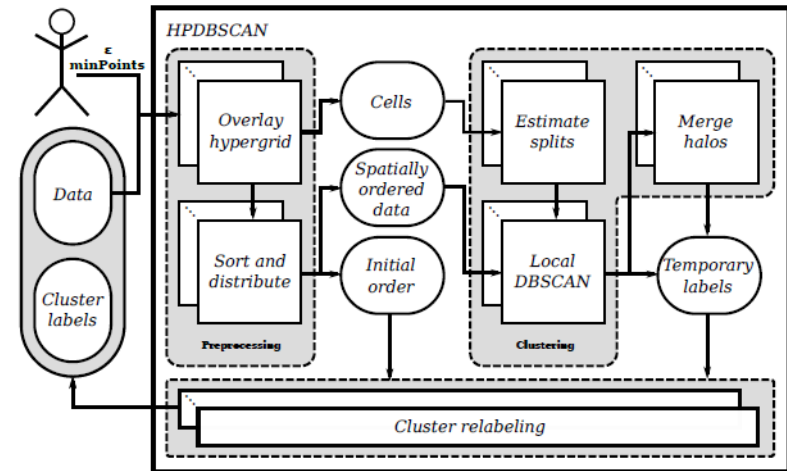 HPDBSCAN
ε
minPoints
Overlay
hypergrid
Cells
Estimate
splits
Merge
halos
Data
Spatially
ordered
data
Sort and
distribute
Initial
order
Local
DBSCAN
Temporary
labels
Cluster
labels
Preprocessing
Clustering
Cluster relabeling